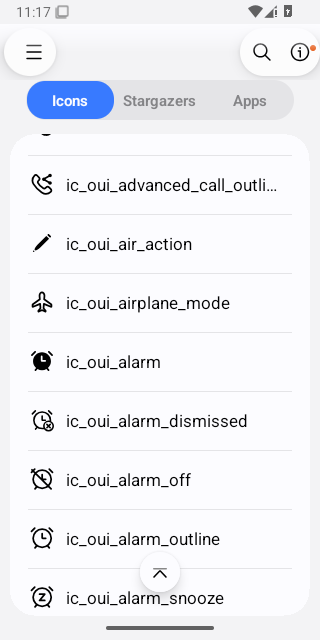 11:17
Icons
Stargazers
Apps
ic_oui_advanced_call_outli...
ic_oui_air_action
ic_oui_airplane_mode
ic_oui_alarm
ic_oui_alarm_dismissed
ic_oui_alarm_off
ic_oui_alarm_outline
ic_oui_alarm_snooze